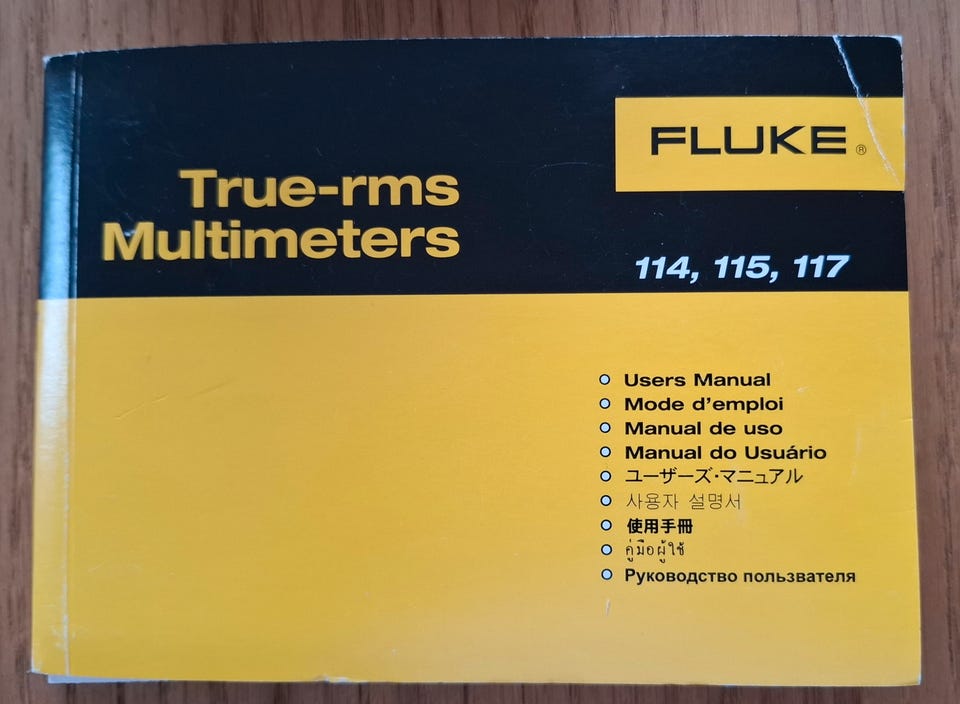 FLUKE®
True-rms
Multimeters
114, 115, 117
Users Manual
Mode d'emploi
Manual de uso
Manual do Usuário
ユーザーズ・マニュアル
사용자 설명서
使用手冊
คู่มือผู้ใช้
Руководство пользвателя